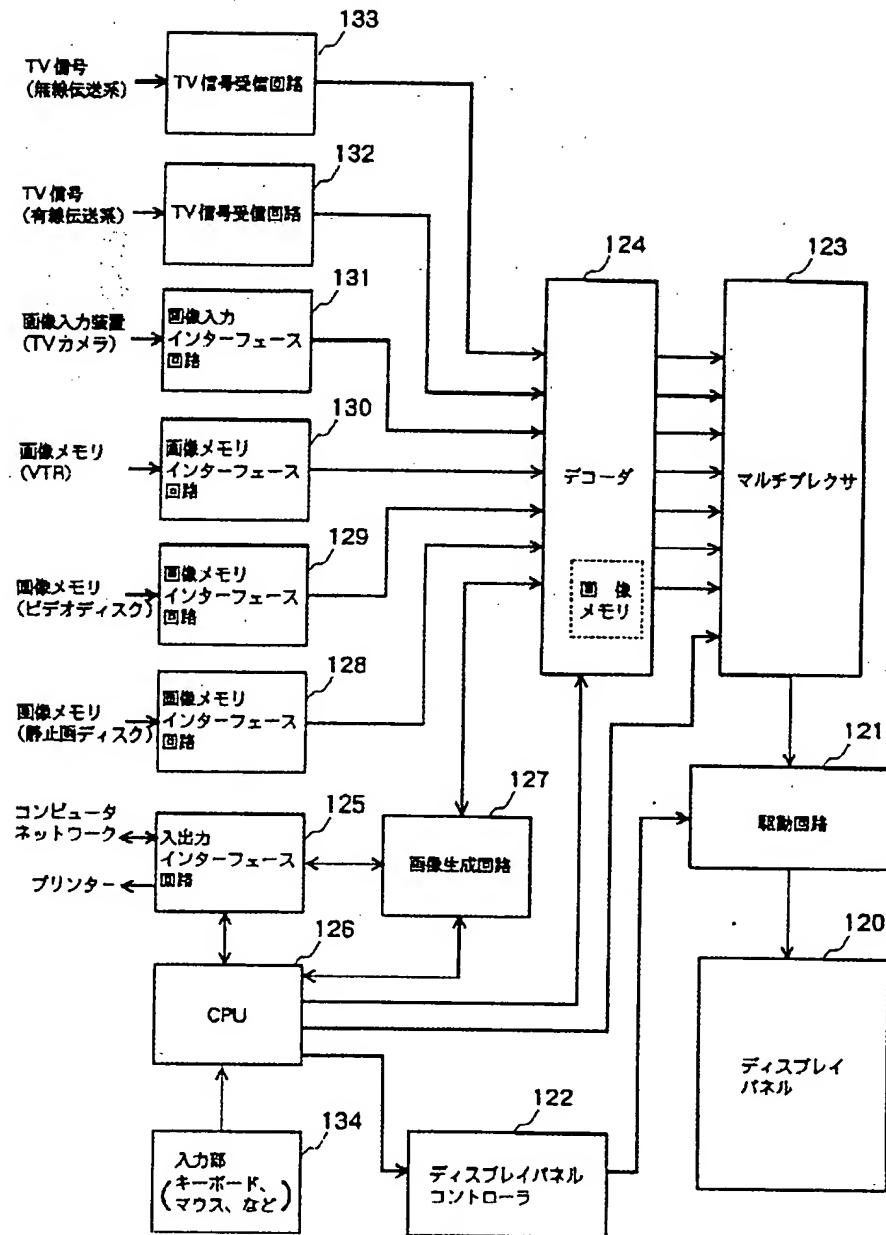 133
TV信号
(無線伝送系)
TV信号受信回路
132
TV信号
(有線伝送系)
TV信号受信回路
124
123
131
画像入力装置
(TVカメラ)
画像入力
インターフェース
回路
130
画像メモリ
(VTR)
画像メモリ
インターフェース
回路
デコーダ
マルチプレクサ
129
画像メモリ
(ビデオディスク)
画像メモリ
インターフェース
回路
画像
メモリ
128
画像メモリ
(静止画ディスク)
画像メモリ
インターフェース
回路
121
127
125
コンピュータ
ネットワーク
プリンター
入出力
インターフェース
回路
画像生成回路
駆動回路
126
120
CPU
ディスプレイ
パネル
134
122
入力部
(キーボード、
マウス、など)
ディスプレイパネル
コントローラ